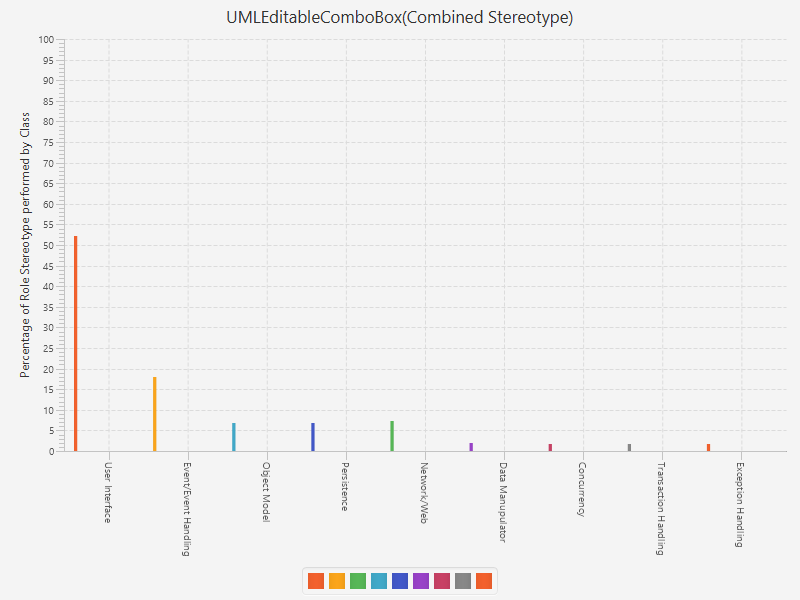 UMLEditableComboBox(Combined Stereotype)
Percentage of Role Stereotype performed by Class
100
95
90
85
80
75
70
65
60
55
50
45
40
35
30
25
20
15
10
5
0
User Interface
Event/Event Handling
Object Model
Persistence
Network/Web
Data Manupulator
Concurrency
Transaction Handling
Exception Handling